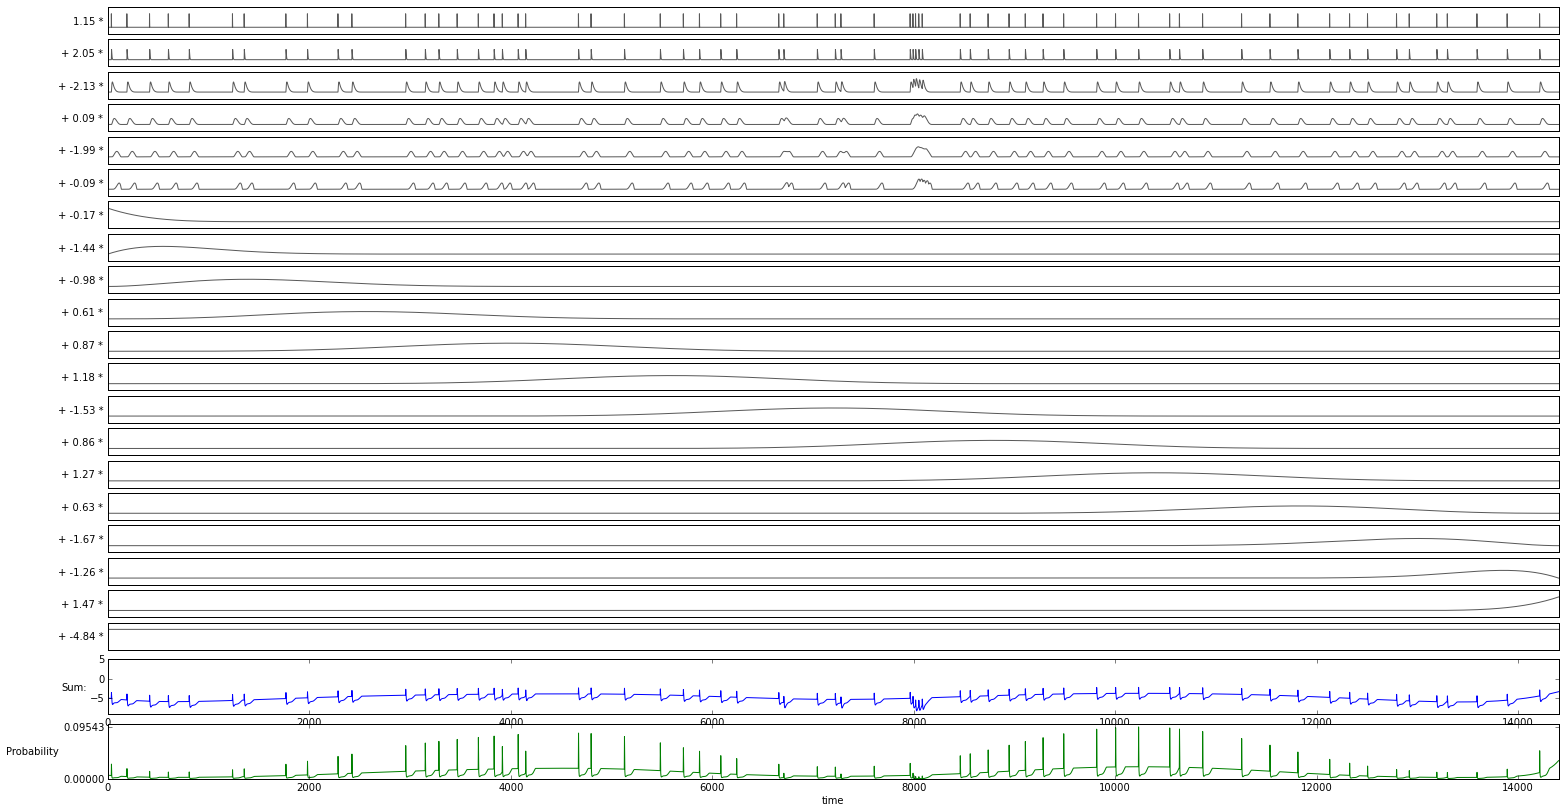 1.15 *
+ 2.05 *
+ -2.13 *
+ 0.09 *
+ -1.99 *
+ -0.09 *
+ -0.17 *
+ -1.44 *
+ -0.98 *
+ 0.61 *
+ 0.87 *
+ 1.18 *
+ -1.53 *
+ 0.86 *
+ 1.27 *
+ 0.63 *
+ -1.67 *
+ -1.26 *
+ 1.47 *
+ -4.84 *
5
0
Sum:
−5
0 2000 4000 6000 8000 10000 12000 14000
0.09543
Probability
0.00000
0 2000 4000 6000 8000 10000 12000 14000
time